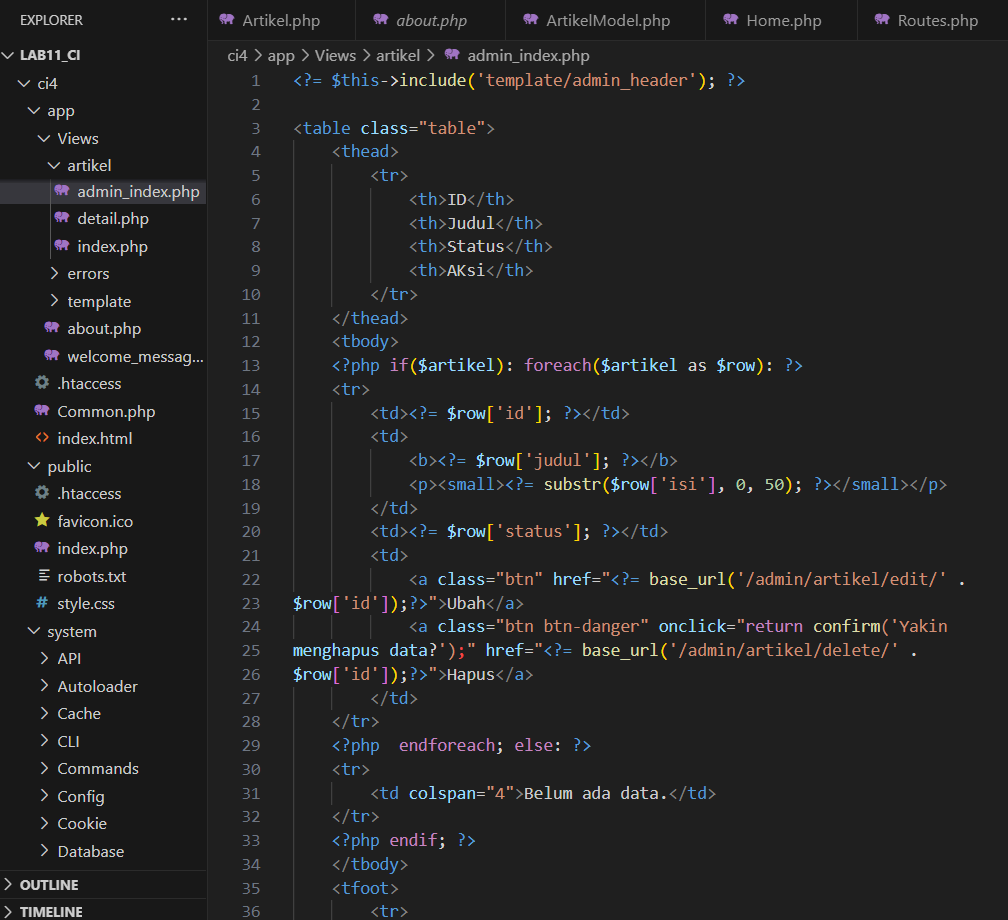 EXPLORER ...
LAB11_CI
ci4
app
Views
artikel
admin_index.php
detail.php
index.php
errors
template
about.php
welcome_messag...
.htaccess
Common.php
index.html
public
.htaccess
favicon.ico
index.php
robots.txt
style.css
system
API
Autoloader
Cache
CLI
Commands
Config
Cookie
Database
OUTLINE
TIMELINE
Artikel.php about.php ArtikelModel.php Home.php Routes.php
ci4 > app > Views > artikel > admin_index.php
1 <?= $this->include('template/admin_header'); ?>
2
3 <table class="table">
4     <thead>
5         <tr>
6             <th>ID</th>
7             <th>Judul</th>
8             <th>Status</th>
9             <th>AKsi</th>
10         </tr>
11     </thead>
12     <tbody>
13     <?php if($artikel): foreach($artikel as $row): ?>
14     <tr>
15         <td><?= $row['id']; ?></td>
16         <td>
17             <b><?= $row['judul']; ?></b>
18             <p><small><?= substr($row['isi'], 0, 50); ?></small></p>
19         </td>
20         <td><?= $row['status']; ?></td>
21         <td>
22             <a class="btn" href="<?= base_url('/admin/artikel/edit/' .
23 $row['id']);?>">Ubah</a>
24             <a class="btn btn-danger" onclick="return confirm('Yakin
25 menghapus data?');" href="<?= base_url('/admin/artikel/delete/' .
26 $row['id']);?>">Hapus</a>
27         </td>
28     </tr>
29     <?php  endforeach; else: ?>
30     <tr>
31         <td colspan="4">Belum ada data.</td>
32     </tr>
33     <?php endif; ?>
34     </tbody>
35     <tfoot>
36         <tr>